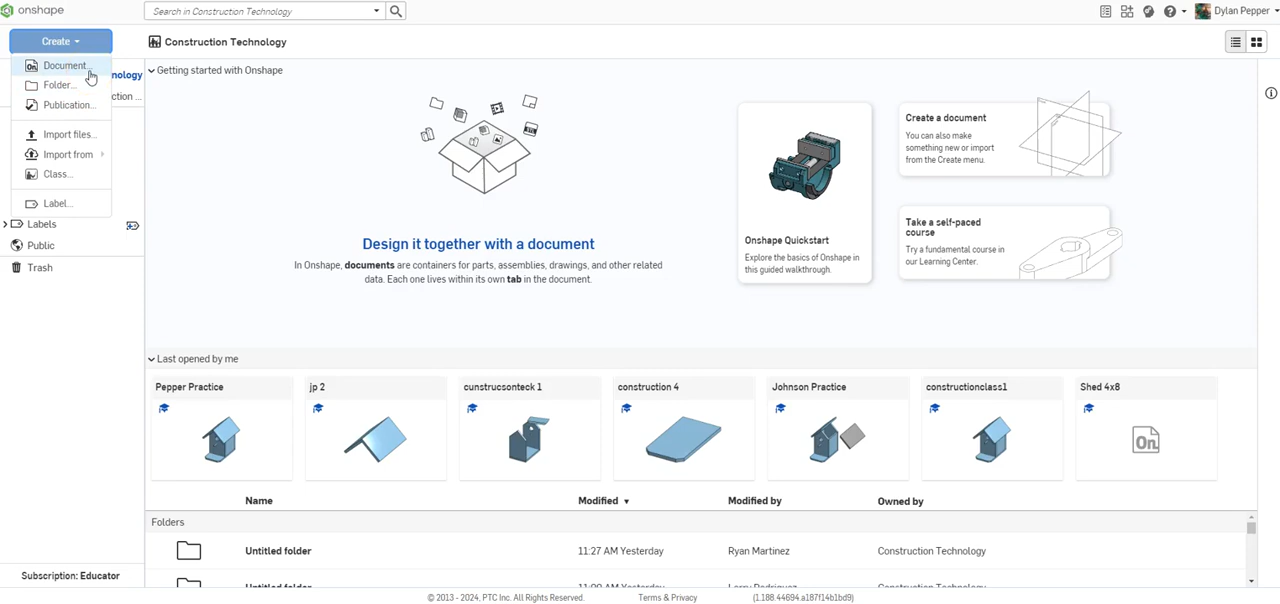 onshape
Search in Construction Technology
Dylan Pepper
Create
Construction Technology
Document...
nology
Getting started with Onshape
Folder...
ction ...
Publication...
Import files...
Import from
Class...
Label...
Labels
Public
Trash
Design it together with a document
In Onshape, documents are containers for parts, assemblies, drawings, and other related
data. Each one lives within its own tab in the document.
Onshape Quickstart
Explore the basics of Onshape in
this guided walkthrough.
Create a document
You can also make
something new or import
from the Create menu.
Take a self-paced
course
Try a fundamental course in
our Learning Center.
Last opened by me
Pepper Practice
jp 2
cunstrucsonteck 1
construction 4
Johnson Practice
constructionclass1
Shed 4x8
On
Name
Modified
Modified by
Owned by
Folders
Untitled folder
11:27 AM Yesterday
Ryan Martinez
Construction Technology
Subscription: Educator
© 2013 - 2024, PTC Inc. All Rights Reserved.
Terms & Privacy
(1.188.44694.a187f14b1bd9)